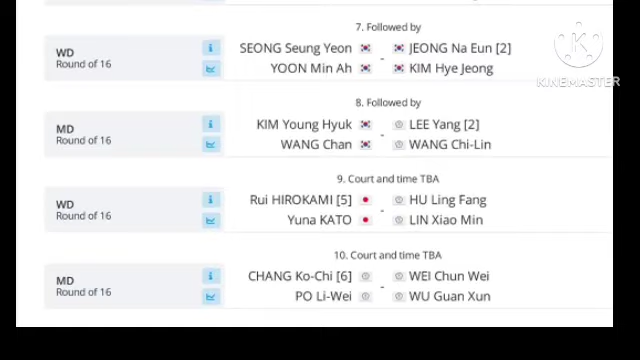 7. Followed by
WD
Round of 16
SEONG Seung Yeon
YOON Min Ah
-
JEONG Na Eun [2]
KIM Hye Jeong
8. Followed by
MD
Round of 16
KIM Young Hyuk
WANG Chan
-
LEE Yang [2]
WANG Chi-Lin
9. Court and time TBA
WD
Round of 16
Rui HIROKAMI [5]
Yuna KATO
-
HU Ling Fang
LIN Xiao Min
10. Court and time TBA
MD
Round of 16
CHANG Ko-Chi [6]
PO Li-Wei
-
WEI Chun Wei
WU Guan Xun
K
KINEMASTER